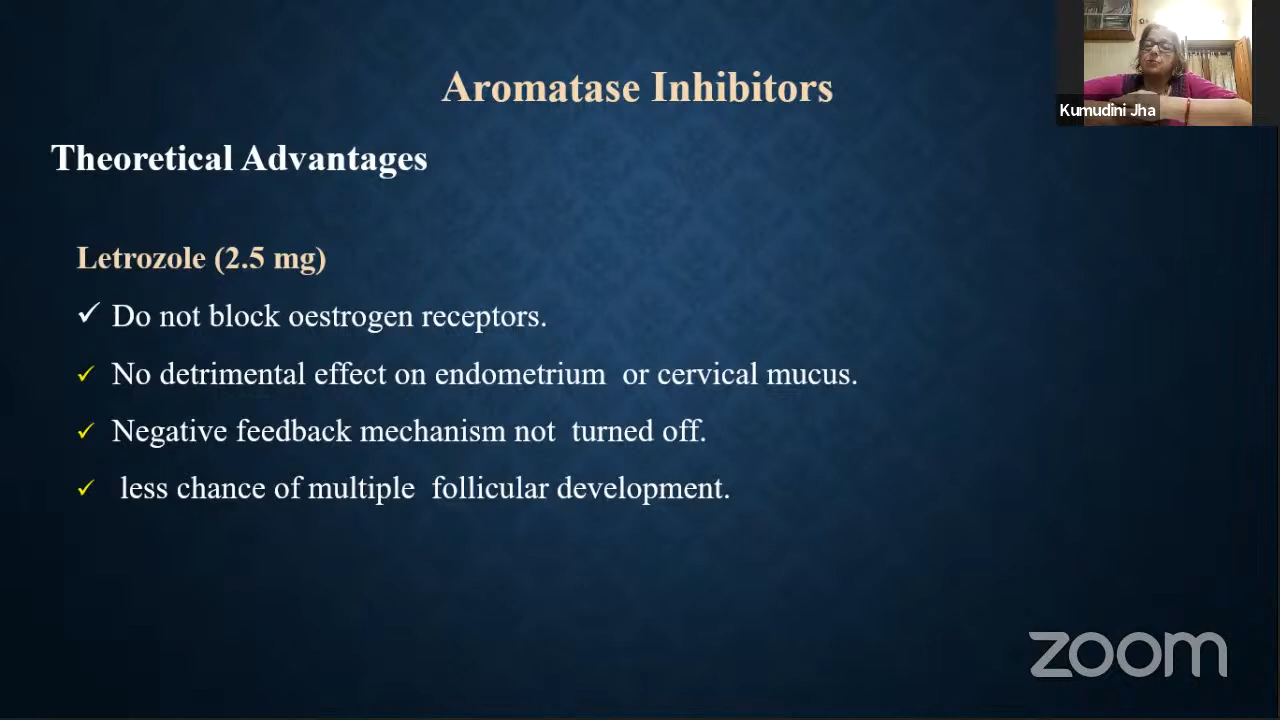 Aromatase Inhibitors
Kumudini Jha
Theoretical Advantages
Letrozole (2.5 mg)
✓ Do not block oestrogen receptors.
✓ No detrimental effect on endometrium or cervical mucus.
✓ Negative feedback mechanism not turned off.
✓ less chance of multiple follicular development.
zoom